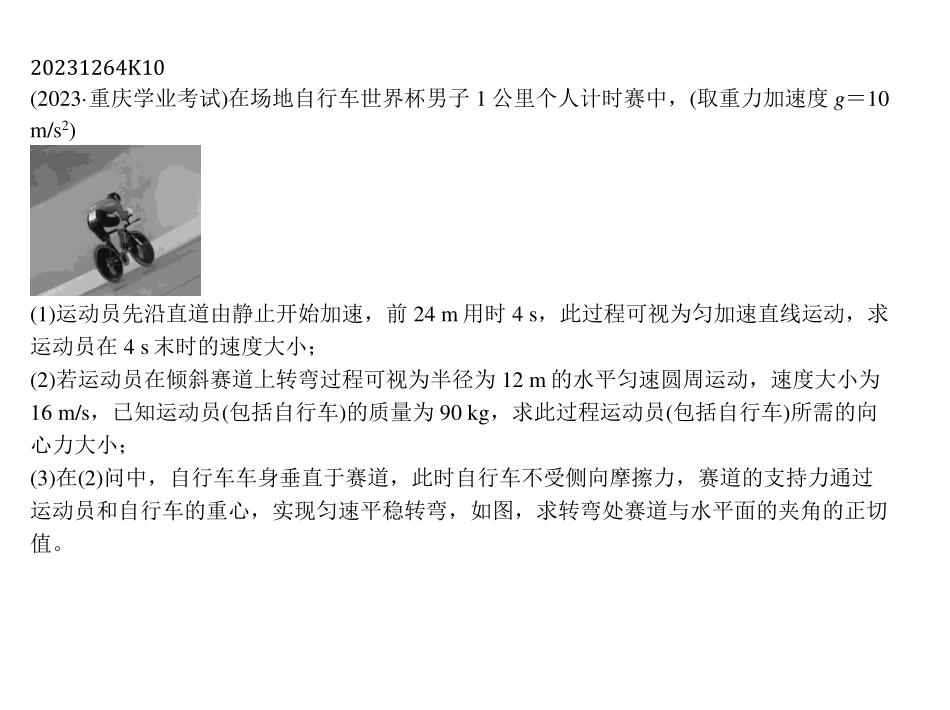 20231264K10
(2023·重庆学业考试)在场地自行车世界杯男子 1 公里个人计时赛中，(取重力加速度 g＝10
m/s²)
(1)运动员先沿直道由静止开始加速，前 24 m 用时 4 s，此过程可视为匀加速直线运动，求
运动员在 4 s 末时的速度大小；
(2)若运动员在倾斜赛道上转弯过程可视为半径为 12 m 的水平匀速圆周运动，速度大小为
16 m/s，已知运动员(包括自行车)的质量为 90 kg，求此过程运动员(包括自行车)所需的向
心力大小；
(3)在(2)问中，自行车车身垂直于赛道，此时自行车不受侧向摩擦力，赛道的支持力通过
运动员和自行车的重心，实现匀速平稳转弯，如图，求转弯处赛道与水平面的夹角的正切
值。